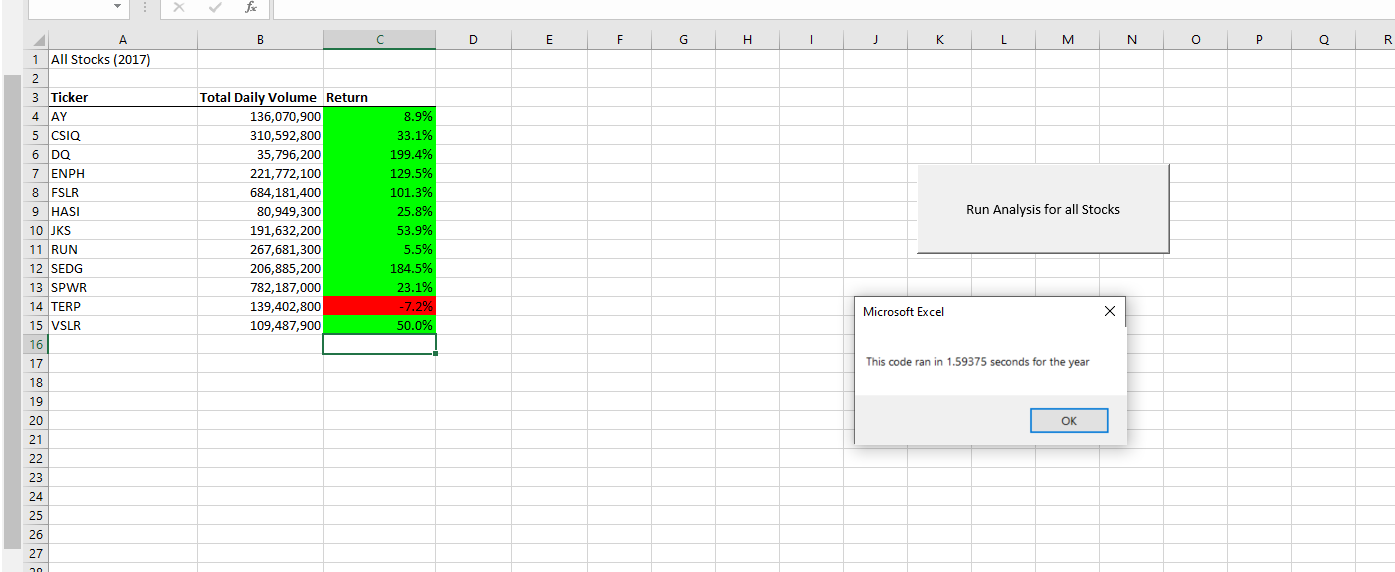 fx
A B C D E F G H I J K L M N O P Q R
1 All Stocks (2017)
2
3 Ticker Total Daily Volume Return
4 AY 136,070,900 8.9%
5 CSIQ 310,592,800 33.1%
6 DQ 35,796,200 199.4%
7 ENPH 221,772,100 129.5%
8 FSLR 684,181,400 101.3%
9 HASI 80,949,300 25.8%
10 JKS 191,632,200 53.9%
11 RUN 267,681,300 5.5%
12 SEDG 206,885,200 184.5%
13 SPWR 782,187,000 23.1%
14 TERP 139,402,800 -7.2%
15 VSLR 109,487,900 50.0%
16
17
18
19
20
21
22
23
24
25
26
27
28
Run Analysis for all Stocks
Microsoft Excel
This code ran in 1.59375 seconds for the year
OK